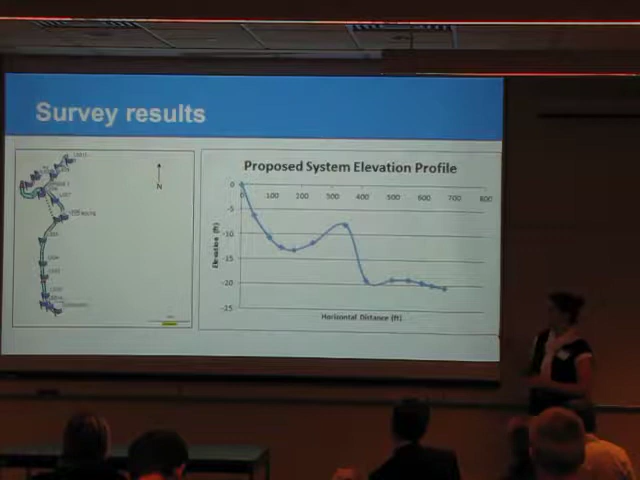 Survey results
N
Proposed System Elevation Profile
0
0 100 200 300 400 500 600 700 800
-5
-10
-15
-20
-25
Elevation (ft)
Horizontal Distance (ft)